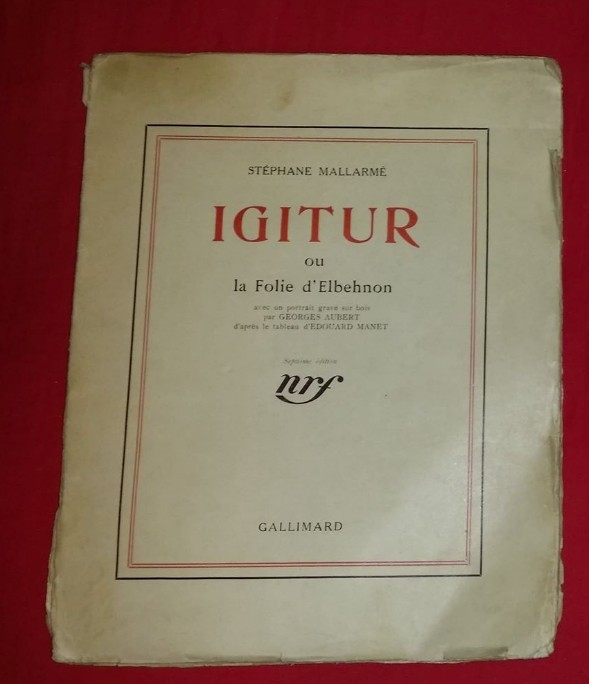 STÉPHANE MALLARMÉ
IGITUR
ou
la Folie d'Elbehnon
avec un portrait gravé sur bois
par GEORGES AUBERT
d'après le tableau d'EDOUARD MANET
Septième édition
nrf
GALLIMARD